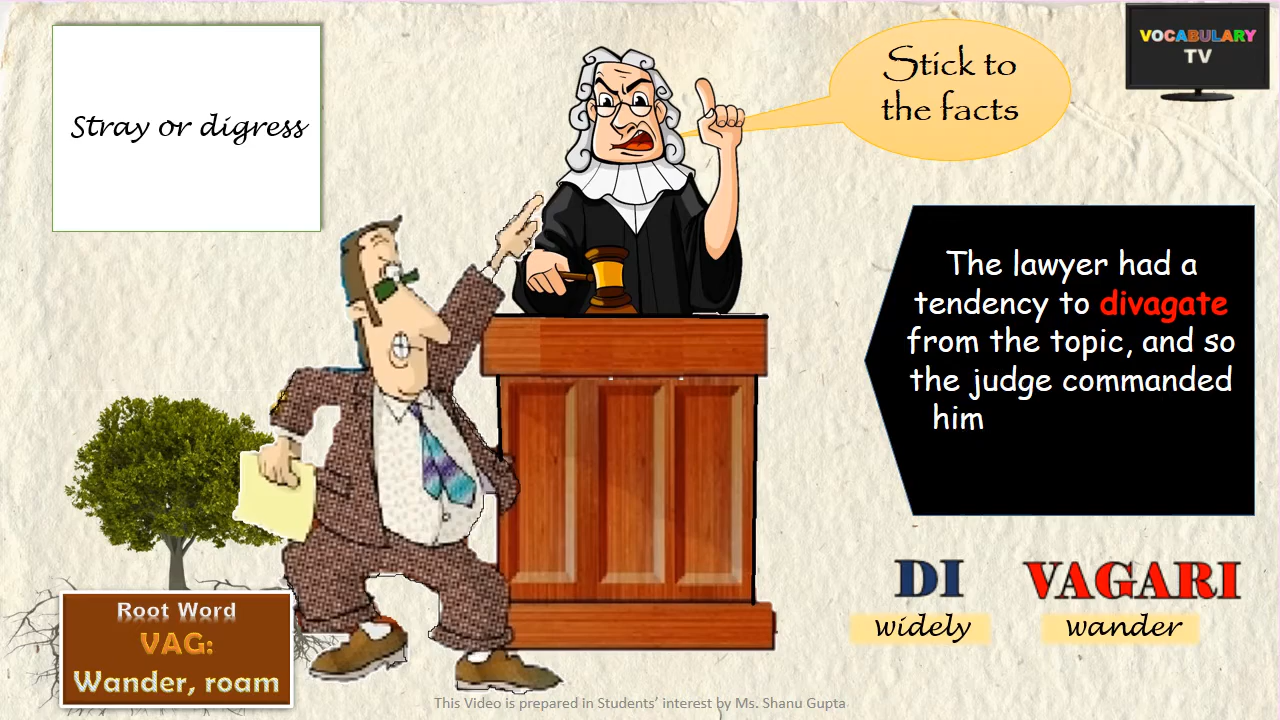 Stray or digress
Stick to
the facts
VOCABULARY
TV
The lawyer had a
tendency to divagate
from the topic, and so
the judge commanded
him
DI VAGARI
widely wander
Root Word
VAG:
Wander, roam
This Video is prepared in Students' interest by Ms. Shanu Gupta